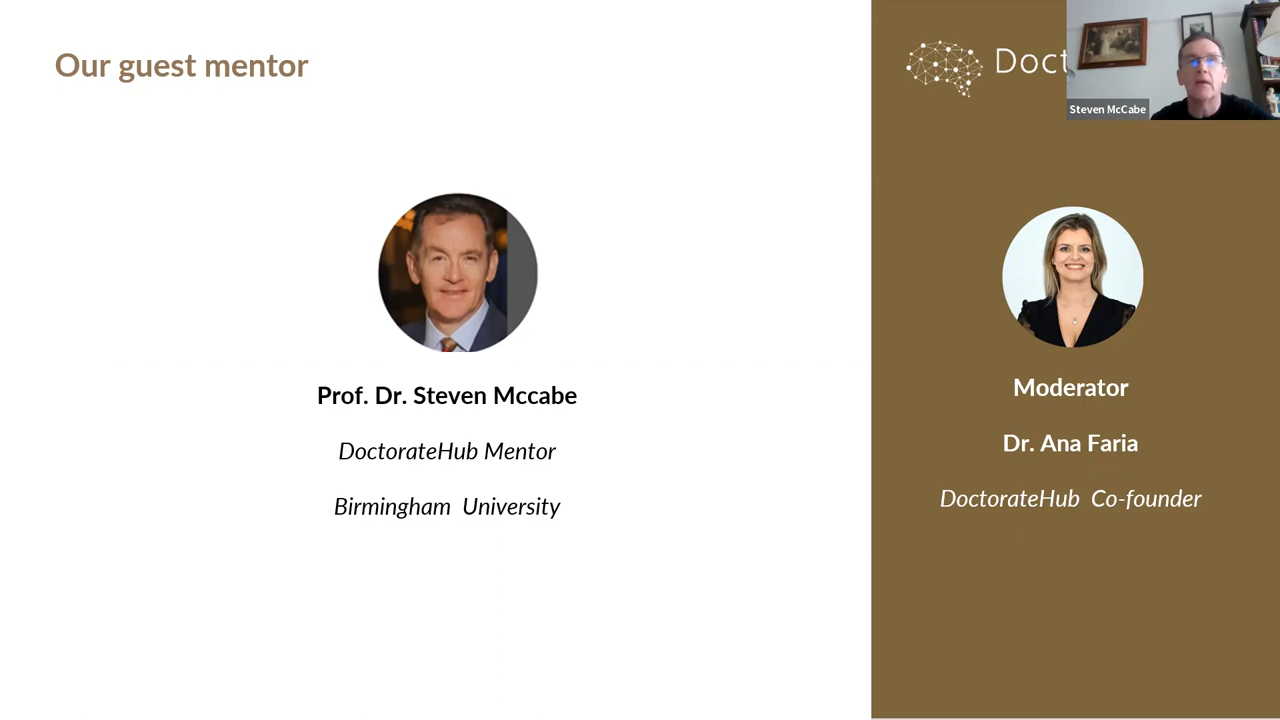 Our guest mentor
Steven McCabe
Prof. Dr. Steven Mccabe
DoctorateHub Mentor
Birmingham University
Moderator
Dr. Ana Faria
DoctorateHub Co-founder